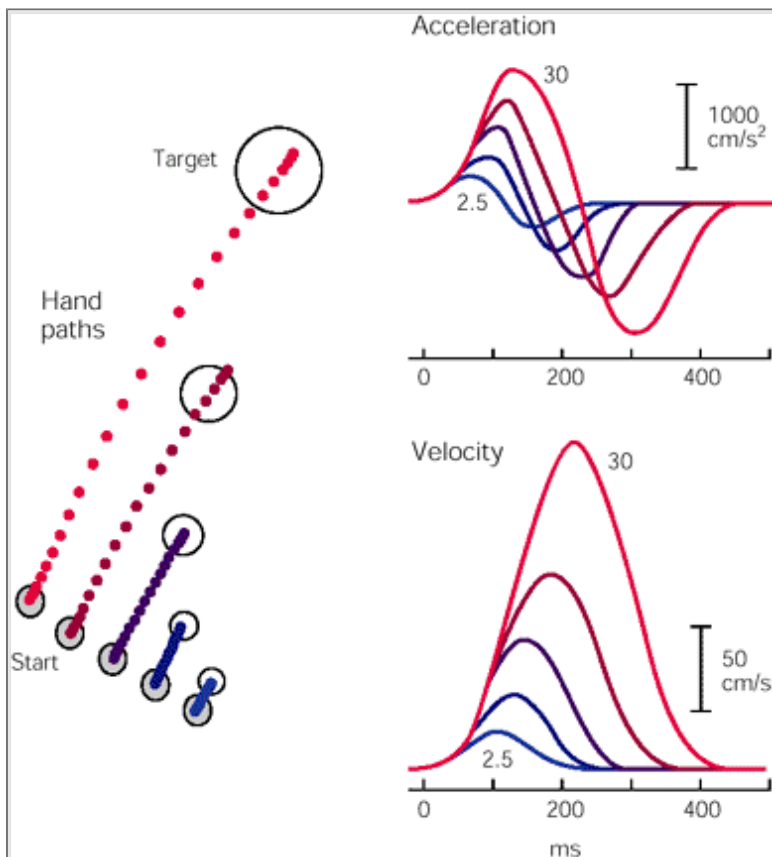 Acceleration
30
1000
cm/s²
Target
2.5
Hand
paths
0 200 400
Velocity
30
Start
50
cm/s
2.5
0 200 400
ms